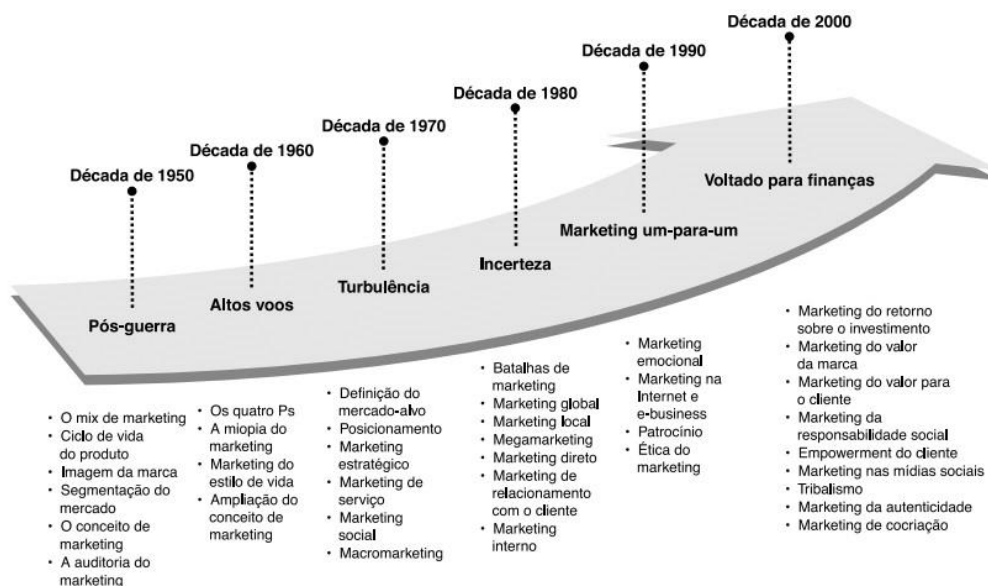 Década de 1950
Década de 1960
Década de 1970
Década de 1980
Década de 1990
Década de 2000
Pós-guerra
Altos voos
Turbulência
Incerteza
Marketing um-para-um
Voltado para finanças
• O mix de marketing
• Ciclo de vida
do produto
• Imagem da marca
• Segmentação do
mercado
• O conceito de
marketing
• A auditoria do
marketing
• Os quatro Ps
• A miopia do
marketing
• Marketing do
estilo de vida
• Ampliação do
conceito de
marketing
• Definição do
mercado-alvo
• Posicionamento
• Marketing
estratégico
• Marketing de
serviço
• Marketing
social
• Macromarketing
• Batalhas de
marketing
• Marketing global
• Marketing local
• Megamarketing
• Marketing direto
• Marketing de
relacionamento
com o cliente
• Marketing
interno
• Marketing
emocional
• Marketing na
Internet e
e-business
• Patrocínio
• Ética do
marketing
• Marketing do retorno
sobre o investimento
• Marketing do valor
da marca
• Marketing do valor para
o cliente
• Marketing da
responsabilidade social
• Empowerment do cliente
• Marketing nas mídias sociais
• Tribalismo
• Marketing da autenticidade
• Marketing de cocriação